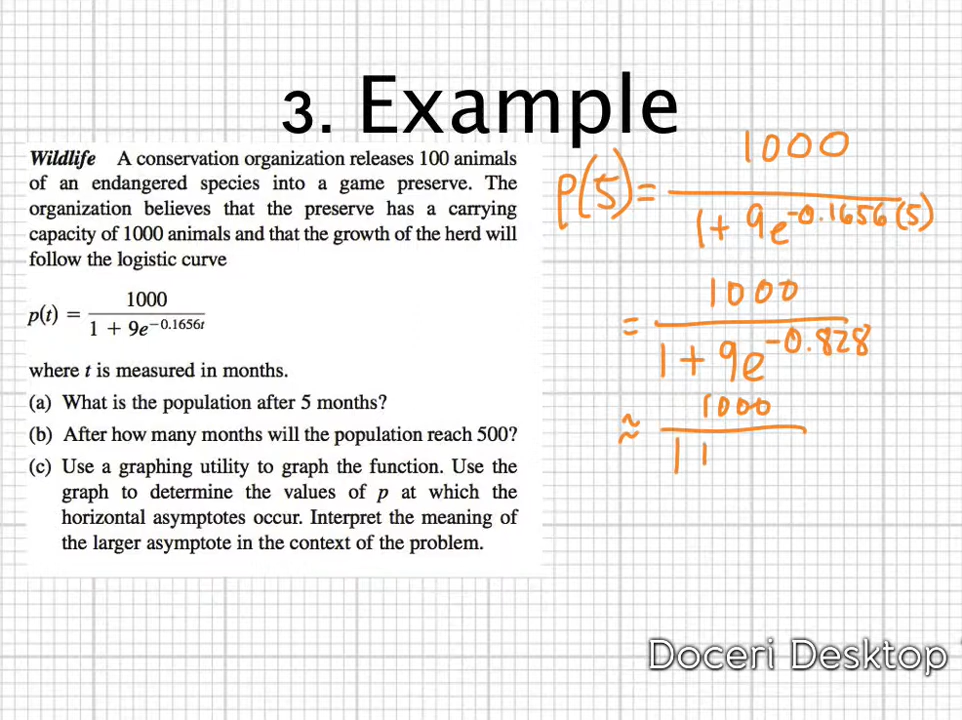 3. Example
Wildlife A conservation organization releases 100 animals
of an endangered species into a game preserve. The
organization believes that the preserve has a carrying
capacity of 1000 animals and that the growth of the herd will
follow the logistic curve
p(t) = 1000 / (1 + 9e^−0.1656t)
where t is measured in months.
(a) What is the population after 5 months?
(b) After how many months will the population reach 500?
(c) Use a graphing utility to graph the function. Use the
graph to determine the values of p at which the
horizontal asymptotes occur. Interpret the meaning of
the larger asymptote in the context of the problem.
p(5) = 1000 / (1 + 9e^-0.1656(5))
= 1000 / (1 + 9e^-0.828)
≈ 1000 / 1 1
Doceri Desktop